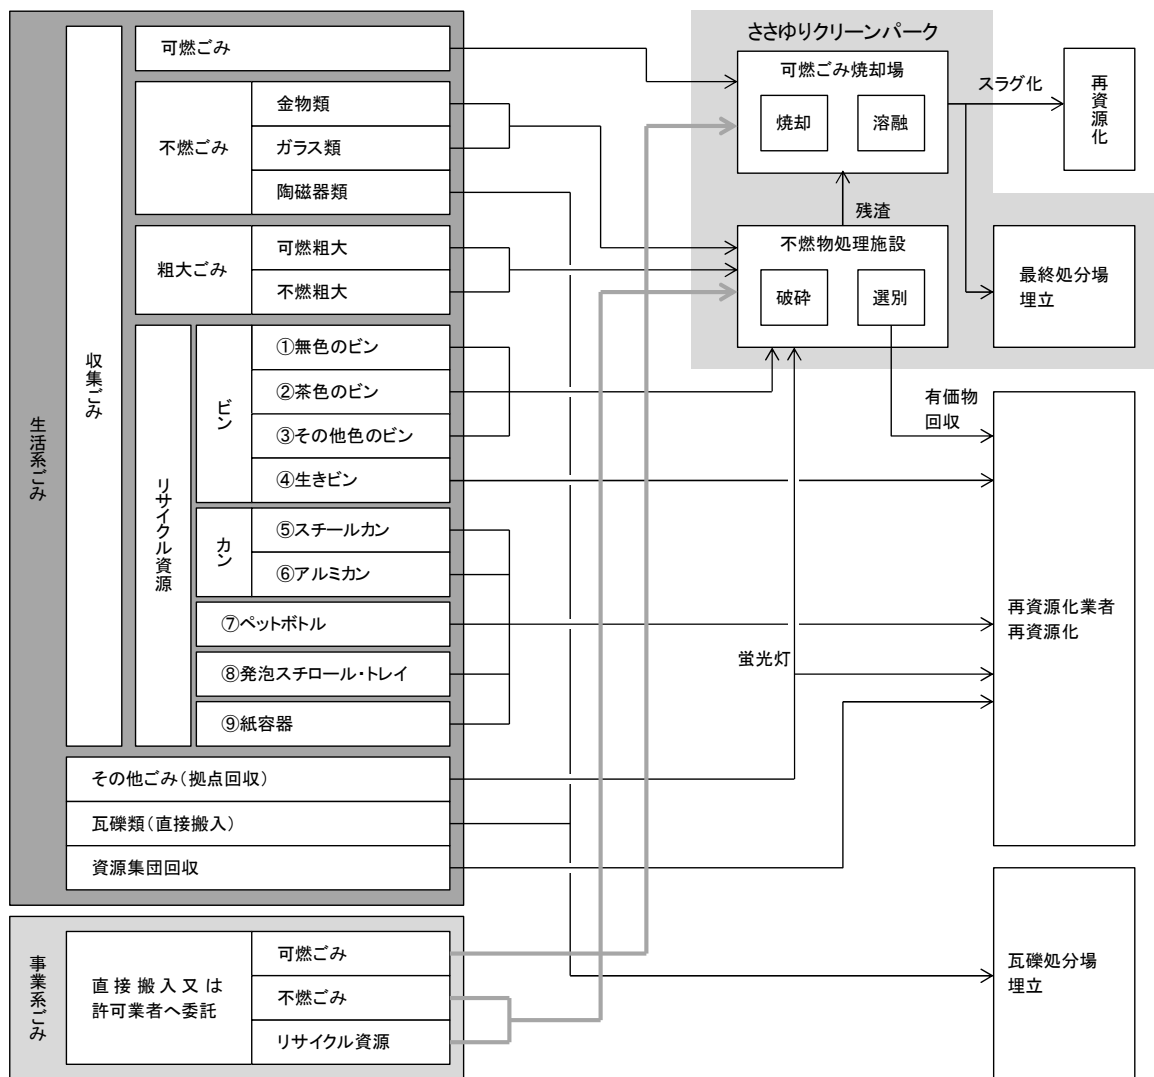 生活系ごみ
収集ごみ
可燃ごみ
不燃ごみ
金物類
ガラス類
陶磁器類
粗大ごみ
可燃粗大
不燃粗大
リサイクル資源
ビン
①無色のビン
②茶色のビン
③その他色のビン
④生きビン
カン
⑤スチールカン
⑥アルミカン
⑦ペットボトル
⑧発泡スチロール・トレイ
⑨紙容器
その他ごみ（拠点回収）
瓦礫類（直接搬入）
資源集団回収
事業系ごみ
直接搬入又は
許可業者へ委託
可燃ごみ
不燃ごみ
リサイクル資源
ささゆりクリーンパーク
可燃ごみ焼却場
焼却
溶融
残渣
不燃物処理施設
破砕
選別
スラグ化
再資源化
最終処分場
埋立
有価物
回収
蛍光灯
再資源化業者
再資源化
瓦礫処分場
埋立